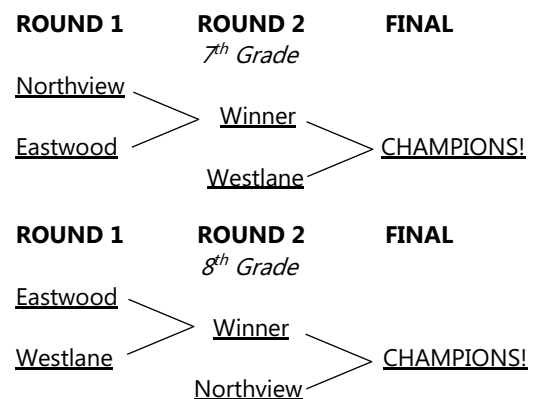 ROUND 1 ROUND 2 FINAL
7th Grade
Northview
Winner
Eastwood CHAMPIONS!
Westlane
ROUND 1 ROUND 2 FINAL
8th Grade
Eastwood
Winner
Westlane CHAMPIONS!
Northview